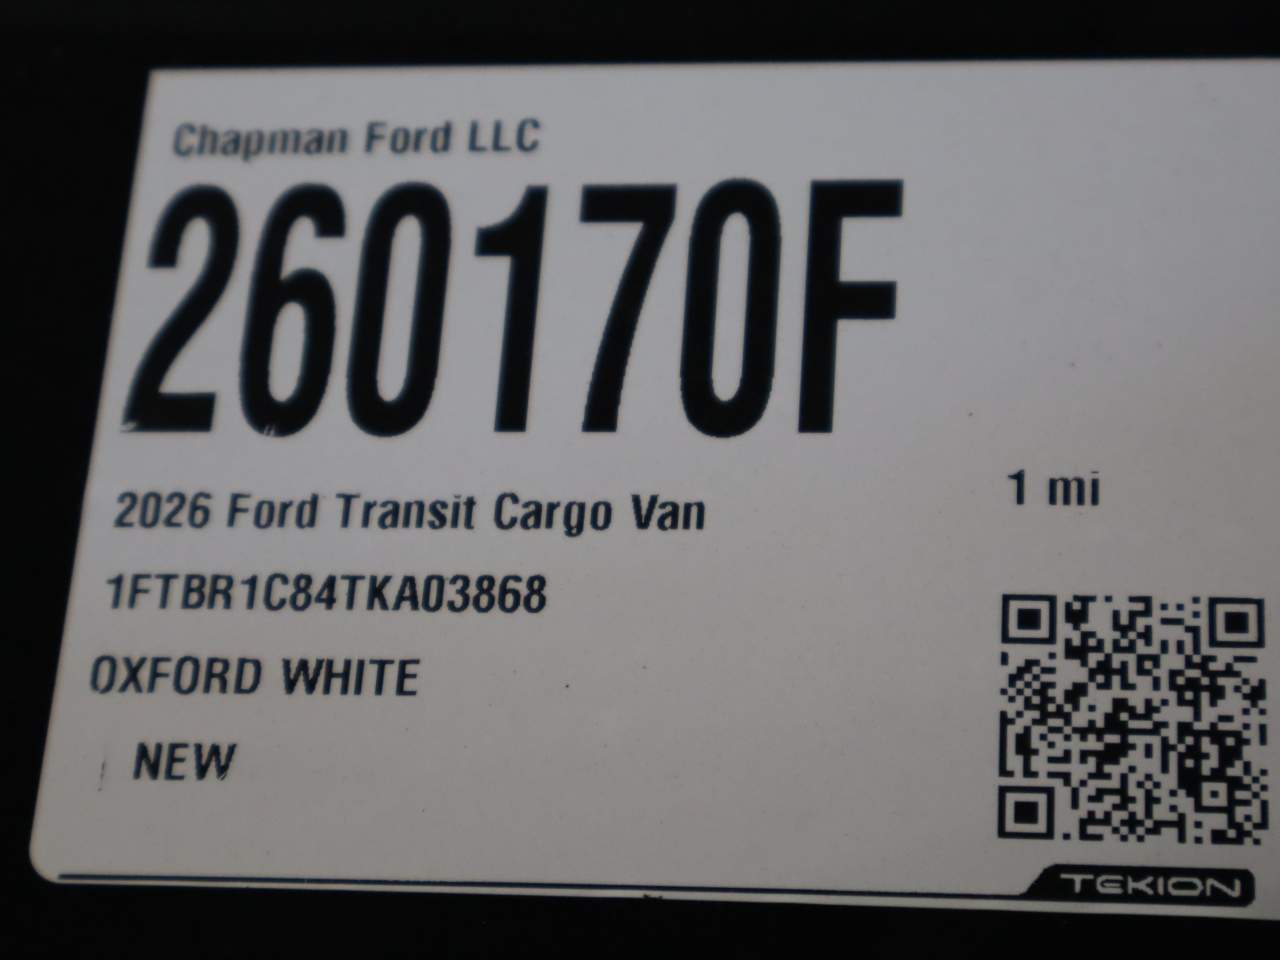 Chapman Ford LLC
260170F
2026 Ford Transit Cargo Van
1 mi
1FTBR1C84TKA03868
OXFORD WHITE
NEW
TEKION